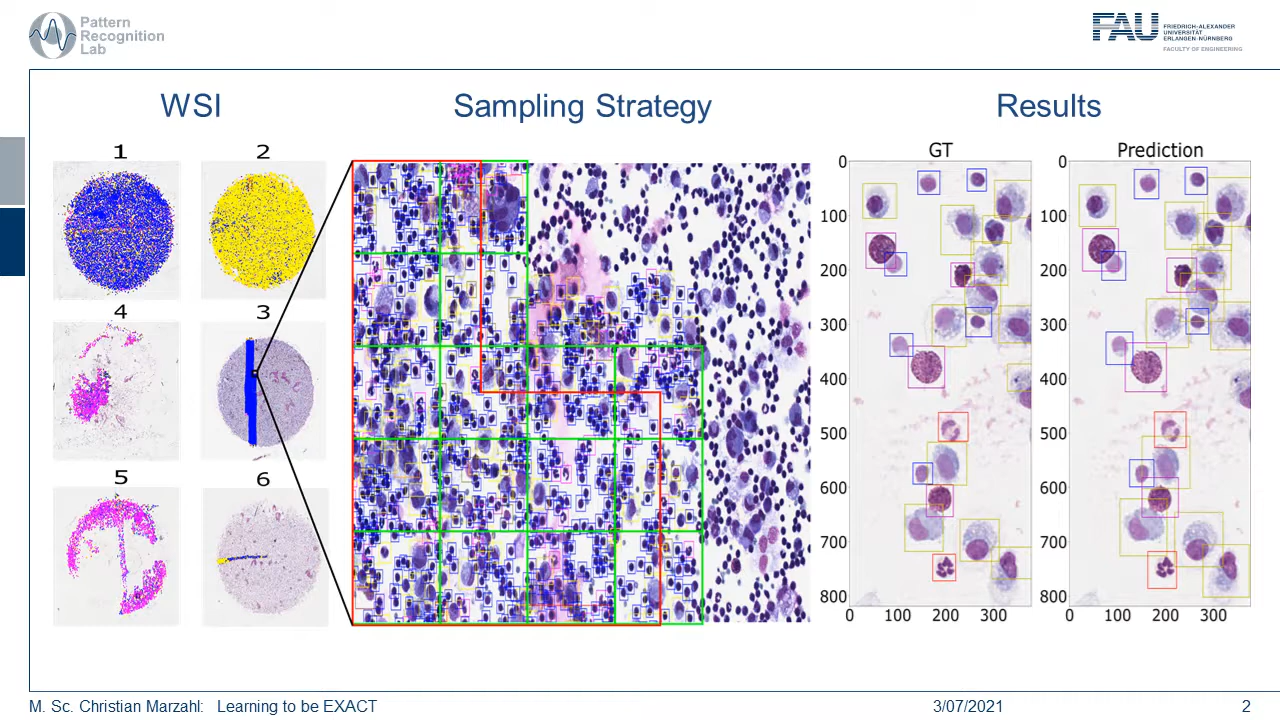 Pattern
Recognition
Lab
FAU
FRIEDRICH-ALEXANDER
UNIVERSITÄT
ERLANGEN-NÜRNBERG
FACULTY OF ENGINEERING
WSI
Sampling Strategy
Results
1
2
4
3
5
6
GT
0
100
200
300
400
500
600
700
800
0
100
200
300
Prediction
0
100
200
300
400
500
600
700
800
0
100
200
300
M. Sc. Christian Marzahl: Learning to be EXACT
3/07/2021
2